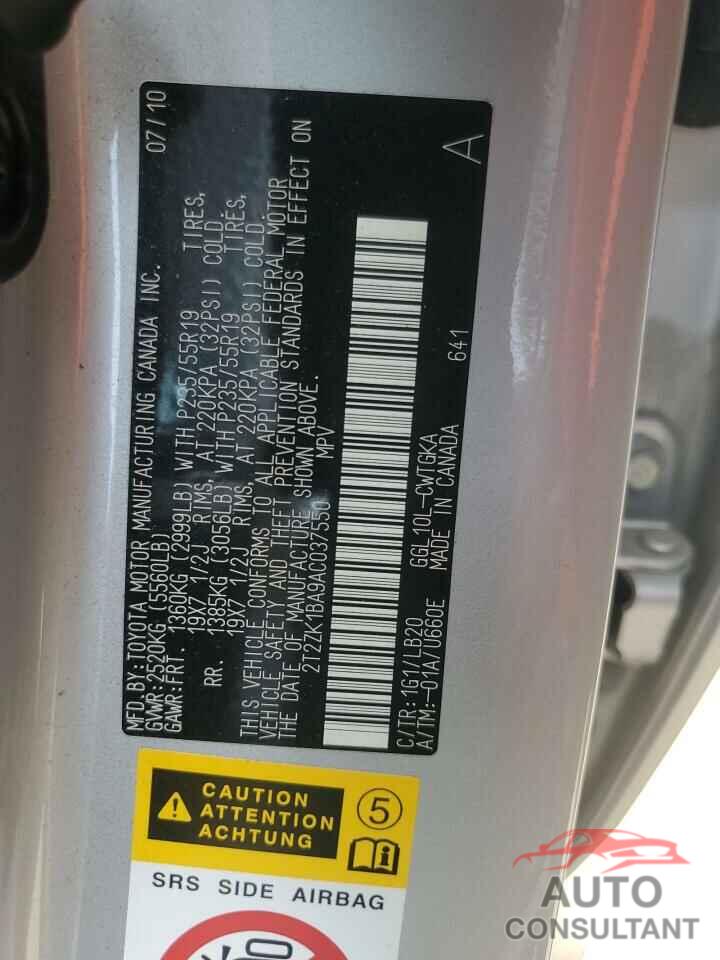 MFD.BY:TOYOTA MOTOR MANUFACTURING CANADA INC. 07/10
GVWR:2520KG (5560LB)
GAWR:FRT. 1360KG (2999LB) WITH P235/55R19 TIRES,
19X7 1/2J RIMS, AT 220KPA (32PSI) COLD.
RR. 1385KG (3056LB) WITH P235/55R19 TIRES,
19X7 1/2J RIMS, AT 220KPA (32PSI) COLD.
THIS VEHICLE CONFORMS TO ALL APPLICABLE FEDERAL MOTOR
VEHICLE SAFETY AND THEFT PREVENTION STANDARDS IN EFFECT ON
THE DATE OF MANUFACTURE SHOWN ABOVE.
2T2ZK1BA9AC037550 MPV
C/TR:1G1/LB20 GGL10L-CWTGKA 641 A
A/TM:-01A/U660E MADE IN CANADA
CAUTION
ATTENTION
ACHTUNG
5
SRS SIDE AIRBAG
AUTO
CONSULTANT